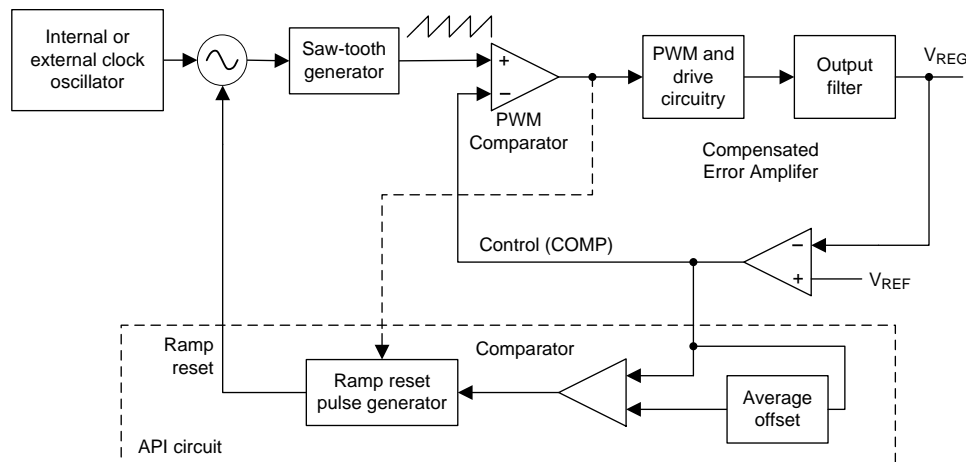 Internal or
external clock
oscillator
Saw-tooth
generator
+
−
PWM
Comparator
PWM and
drive
circuitry
Output
filter
VREG
Compensated
Error Amplifer
Control (COMP)
−
+
VREF
Ramp
reset
Ramp reset
pulse generator
Comparator
Average
offset
API circuit